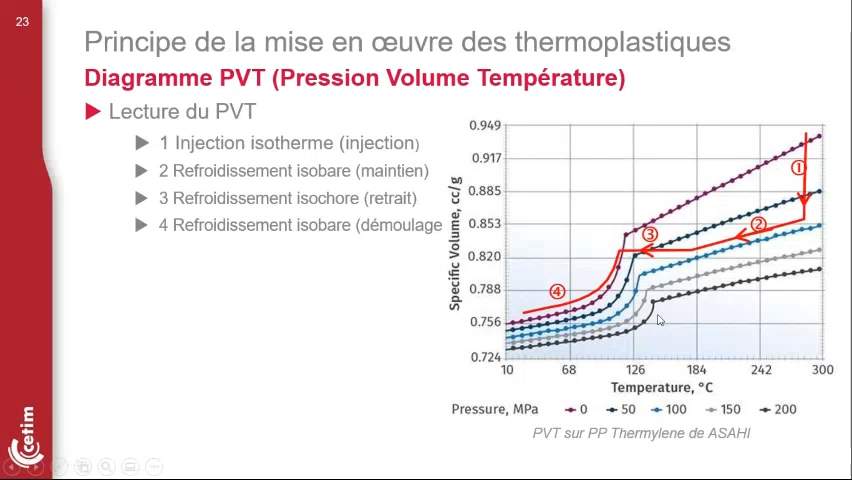 23
Principe de la mise en œuvre des thermoplastiques
Diagramme PVT (Pression Volume Température)
Lecture du PVT
1 Injection isotherme (injection)
2 Refroidissement isobare (maintien)
3 Refroidissement isochore (retrait)
4 Refroidissement isobare (démoulage
Specific Volume, cc/g
0.949
0.917
0.885
0.853
0.820
0.788
0.756
0.724
① 
②
③
④
10 68 126 184 242 300
Temperature, °C
Pressure, MPa 0 50 100 150 200
PVT sur PP Thermylene de ASAHI
cetim